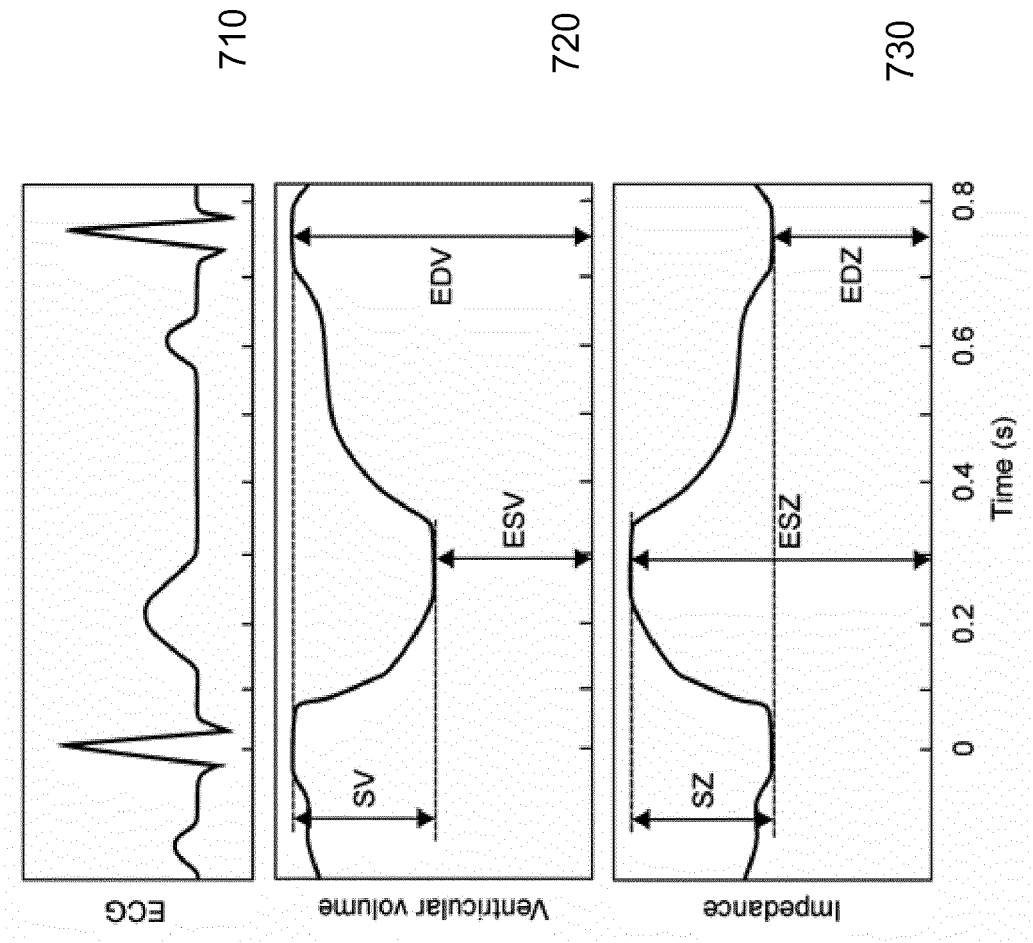 ECG
710
Ventricular volume
SV
ESV
EDV
720
Impedance
SZ
ESZ
EDZ
730
0
0.2
0.4
0.6
0.8
Time (s)